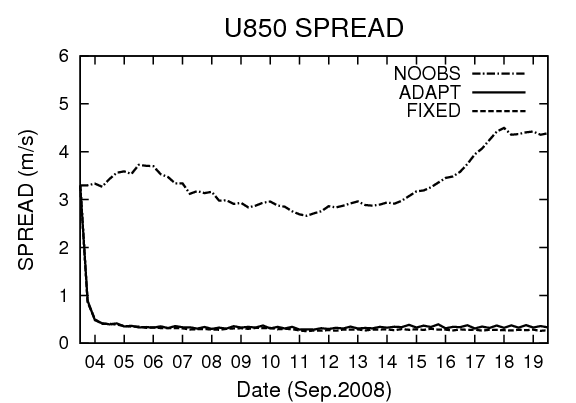 U850 SPREAD
NOOBS
ADAPT
FIXED
SPREAD (m/s)
6
5
4
3
2
1
0
04 05 06 07 08 09 10 11 12 13 14 15 16 17 18 19
Date (Sep.2008)